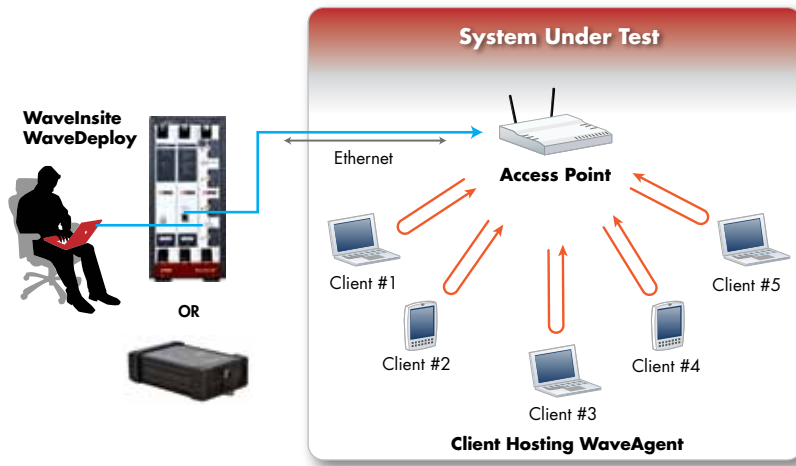 System Under Test
WaveInsite
WaveDeploy
Ethernet
Access Point
Client #1
Client #5
OR
Client #2
Client #4
Client #3
Client Hosting WaveAgent